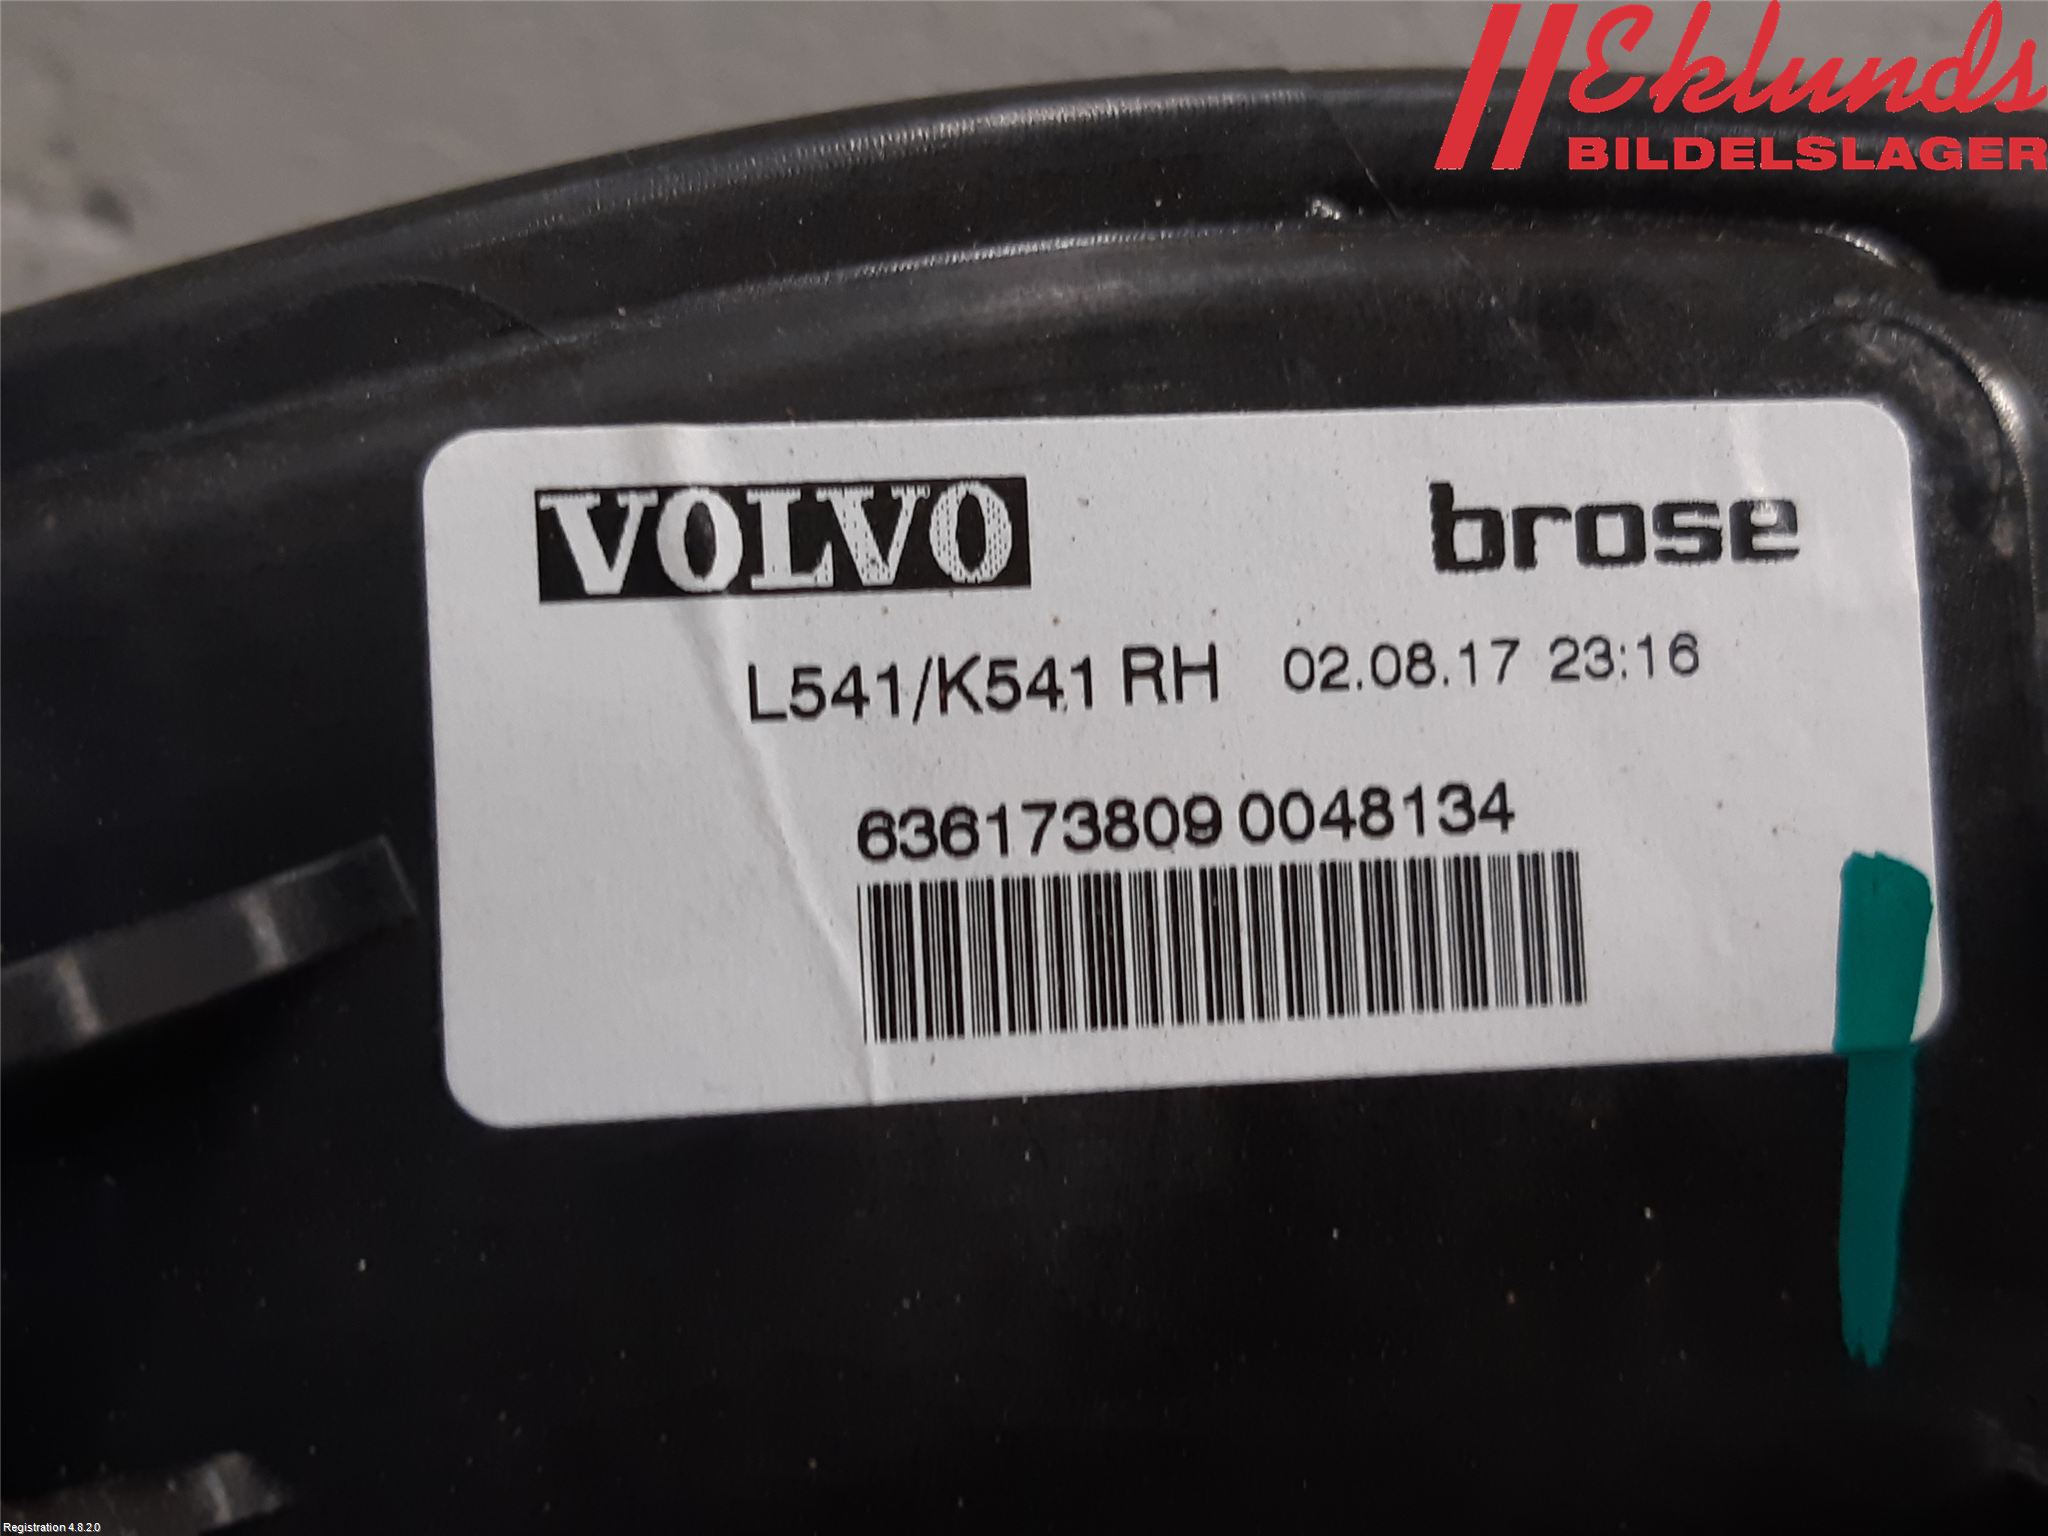 Eklunds
BILDELSLAGER
VOLVO brose
L541/K541 RH 02.08.17 23:16
636173809 0048134
Registration 4.8.2.0